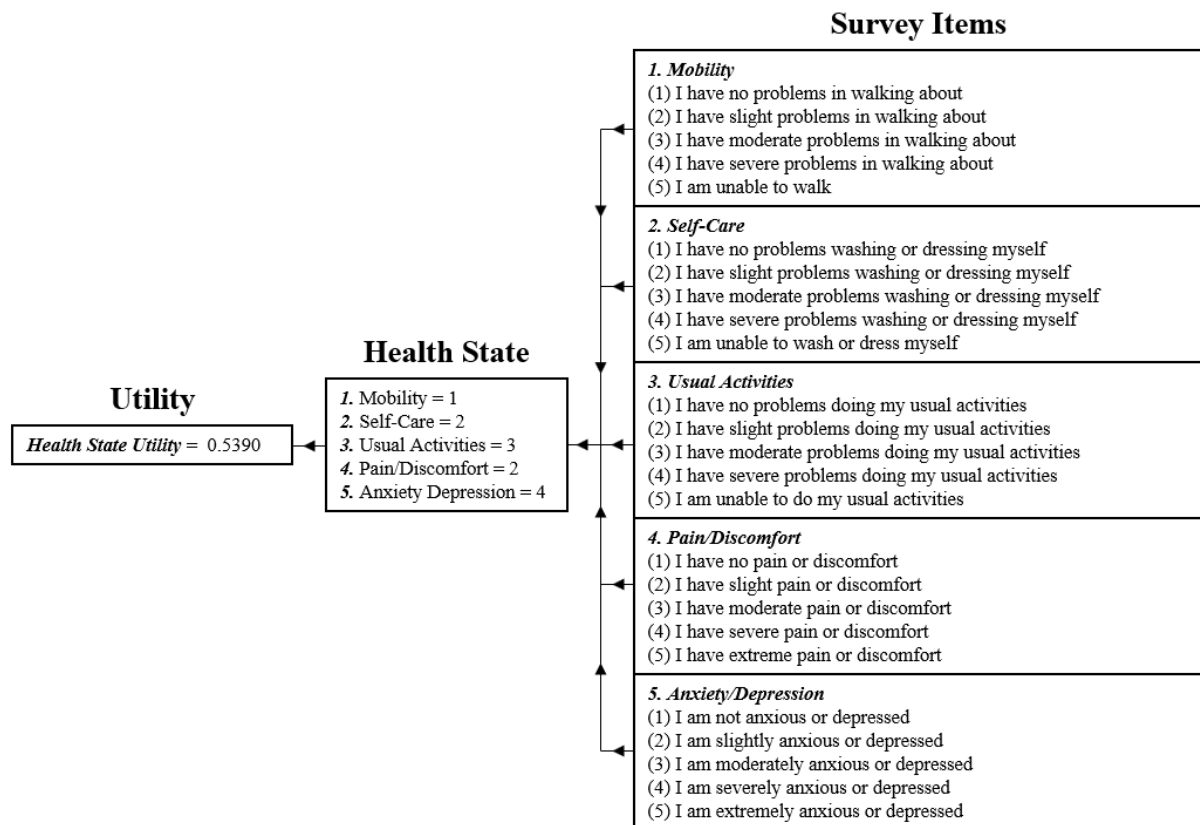 Survey Items
1. Mobility
(1) I have no problems in walking about
(2) I have slight problems in walking about
(3) I have moderate problems in walking about
(4) I have severe problems in walking about
(5) I am unable to walk
2. Self-Care
(1) I have no problems washing or dressing myself
(2) I have slight problems washing or dressing myself
(3) I have moderate problems washing or dressing myself
(4) I have severe problems washing or dressing myself
(5) I am unable to wash or dress myself
Health State
1. Mobility = 1
2. Self-Care = 2
3. Usual Activities = 3
4. Pain/Discomfort = 2
5. Anxiety Depression = 4
Utility
Health State Utility = 0.5390
3. Usual Activities
(1) I have no problems doing my usual activities
(2) I have slight problems doing my usual activities
(3) I have moderate problems doing my usual activities
(4) I have severe problems doing my usual activities
(5) I am unable to do my usual activities
4. Pain/Discomfort
(1) I have no pain or discomfort
(2) I have slight pain or discomfort
(3) I have moderate pain or discomfort
(4) I have severe pain or discomfort
(5) I have extreme pain or discomfort
5. Anxiety/Depression
(1) I am not anxious or depressed
(2) I am slightly anxious or depressed
(3) I am moderately anxious or depressed
(4) I am severely anxious or depressed
(5) I am extremely anxious or depressed